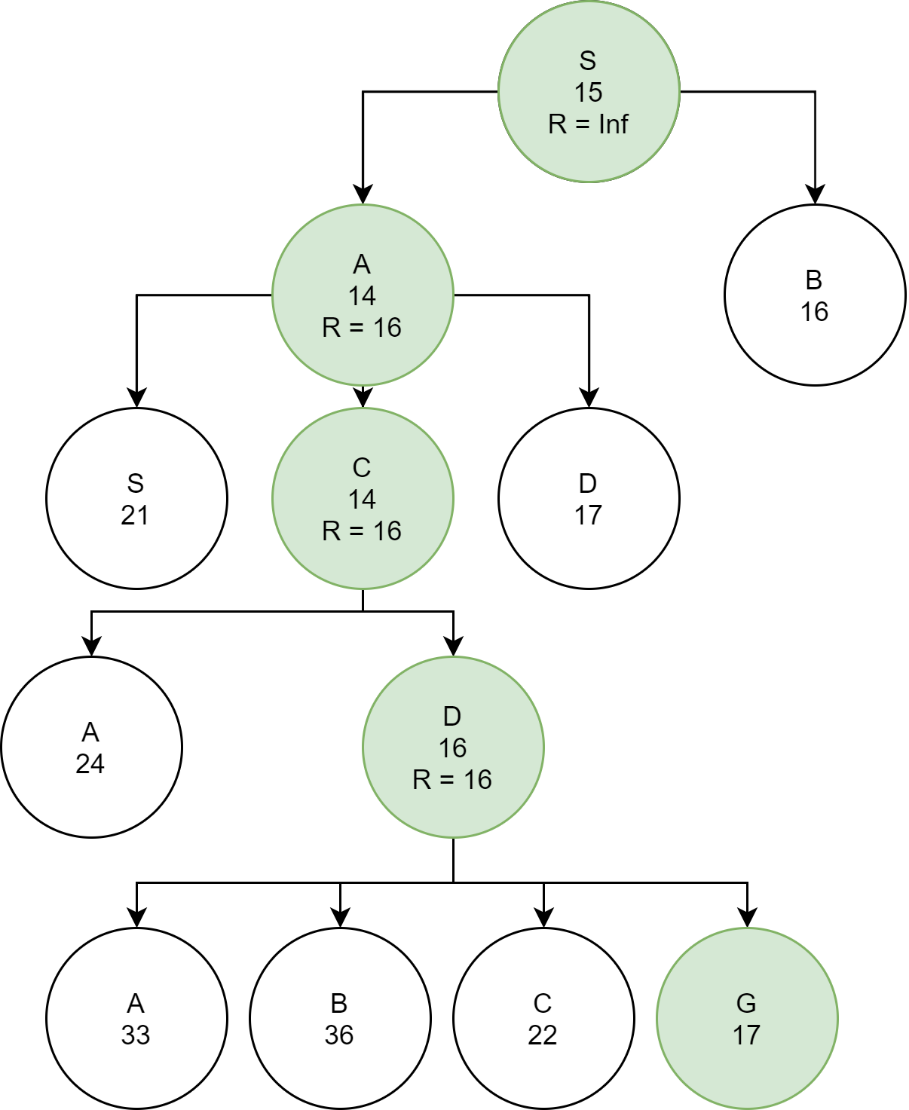 S
15
R = Inf
A
14
R = 16
B
16
S
21
C
14
R = 16
D
17
A
24
D
16
R = 16
A
33
B
36
C
22
G
17